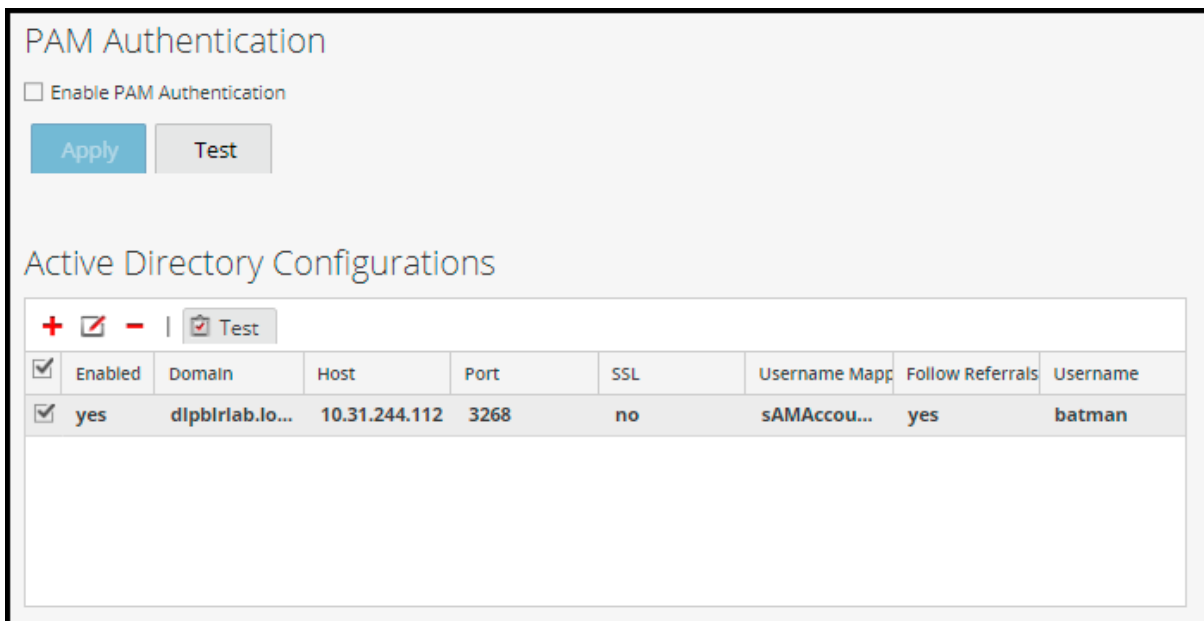 PAM Authentication
Enable PAM Authentication
Apply Test
Active Directory Configurations
Test
Enabled Domain Host Port SSL Username Mapp Follow Referrals Username
yes dlpblrlab.lo... 10.31.244.112 3268 no sAMAccou... yes batman